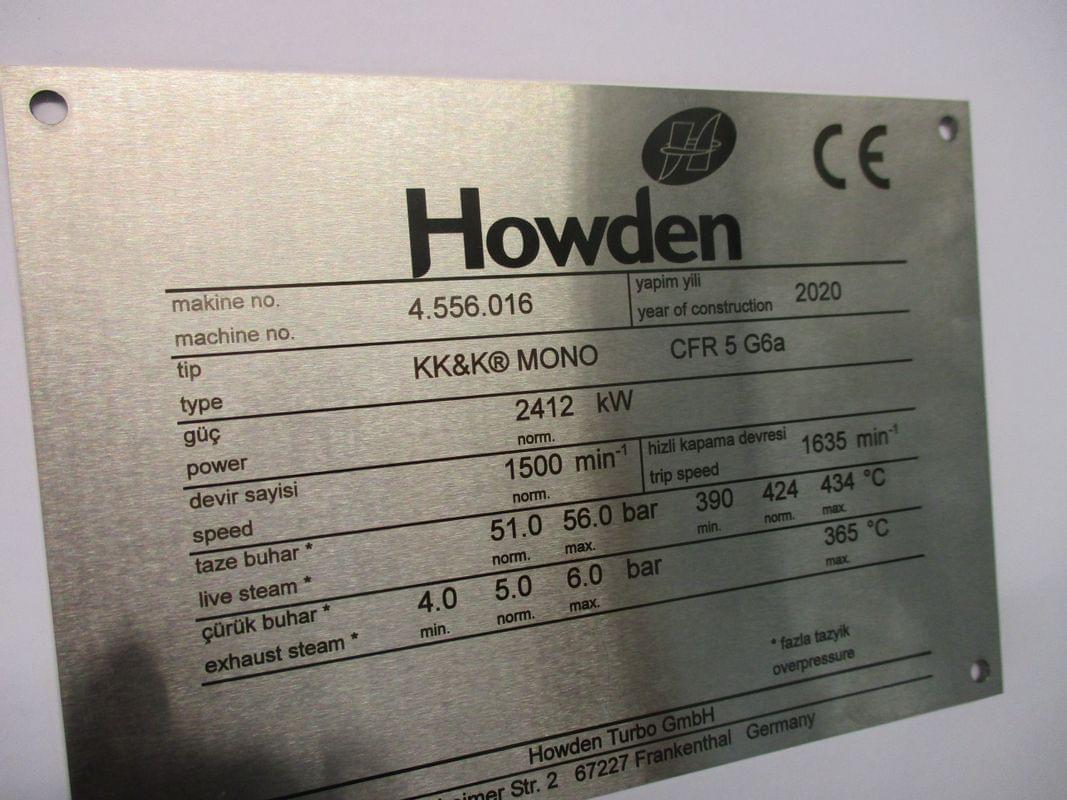 CE
Howden
makine no. 4.556.016 yapim yili 2020
machine no. year of construction
tip KK&K® MONO CFR 5 G6a
type
güç 2412 kW
power norm.
devir sayisi 1500 min-1 hizli kapama devresi 1635 min-1
speed norm. trip speed
taze buhar * 51.0 56.0 bar 390 424 434 °C
live steam * norm. max. min. norm. max.
çürük buhar * 4.0 5.0 6.0 bar 365 °C
exhaust steam * min. norm. max. max.
* fazla tazyik
overpressure
Howden Turbo GmbH
Str. 2 67227 Frankenthal Germany